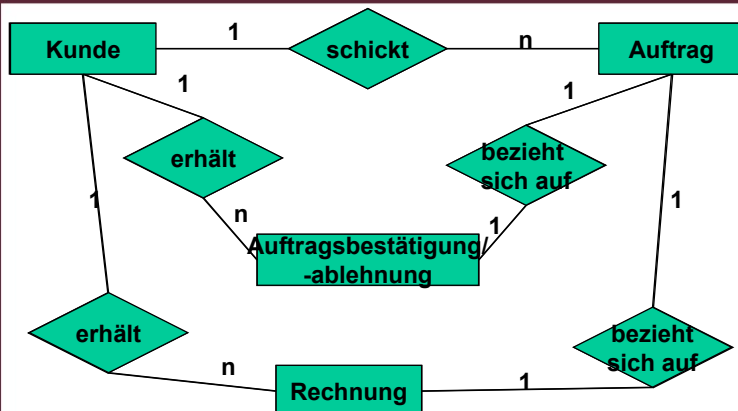 Kunde
1
schickt
n
Auftrag
1
1
erhält
bezieht
sich auf
1
n
1
1
Auftragsbestätigung/
-ablehnung
erhält
bezieht
sich auf
n
Rechnung
1